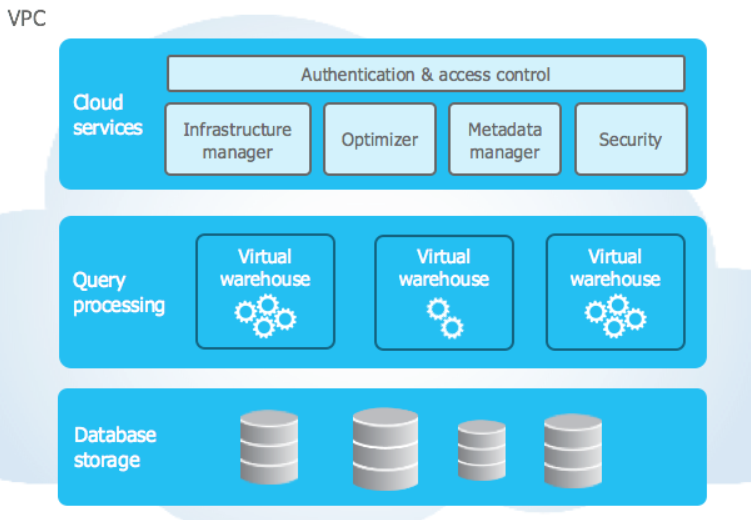 VPC
Authentication & access control
Cloud
services
Infrastructure
manager
Optimizer
Metadata
manager
Security
Query
processing
Virtual
warehouse
Virtual
warehouse
Virtual
warehouse
Database
storage